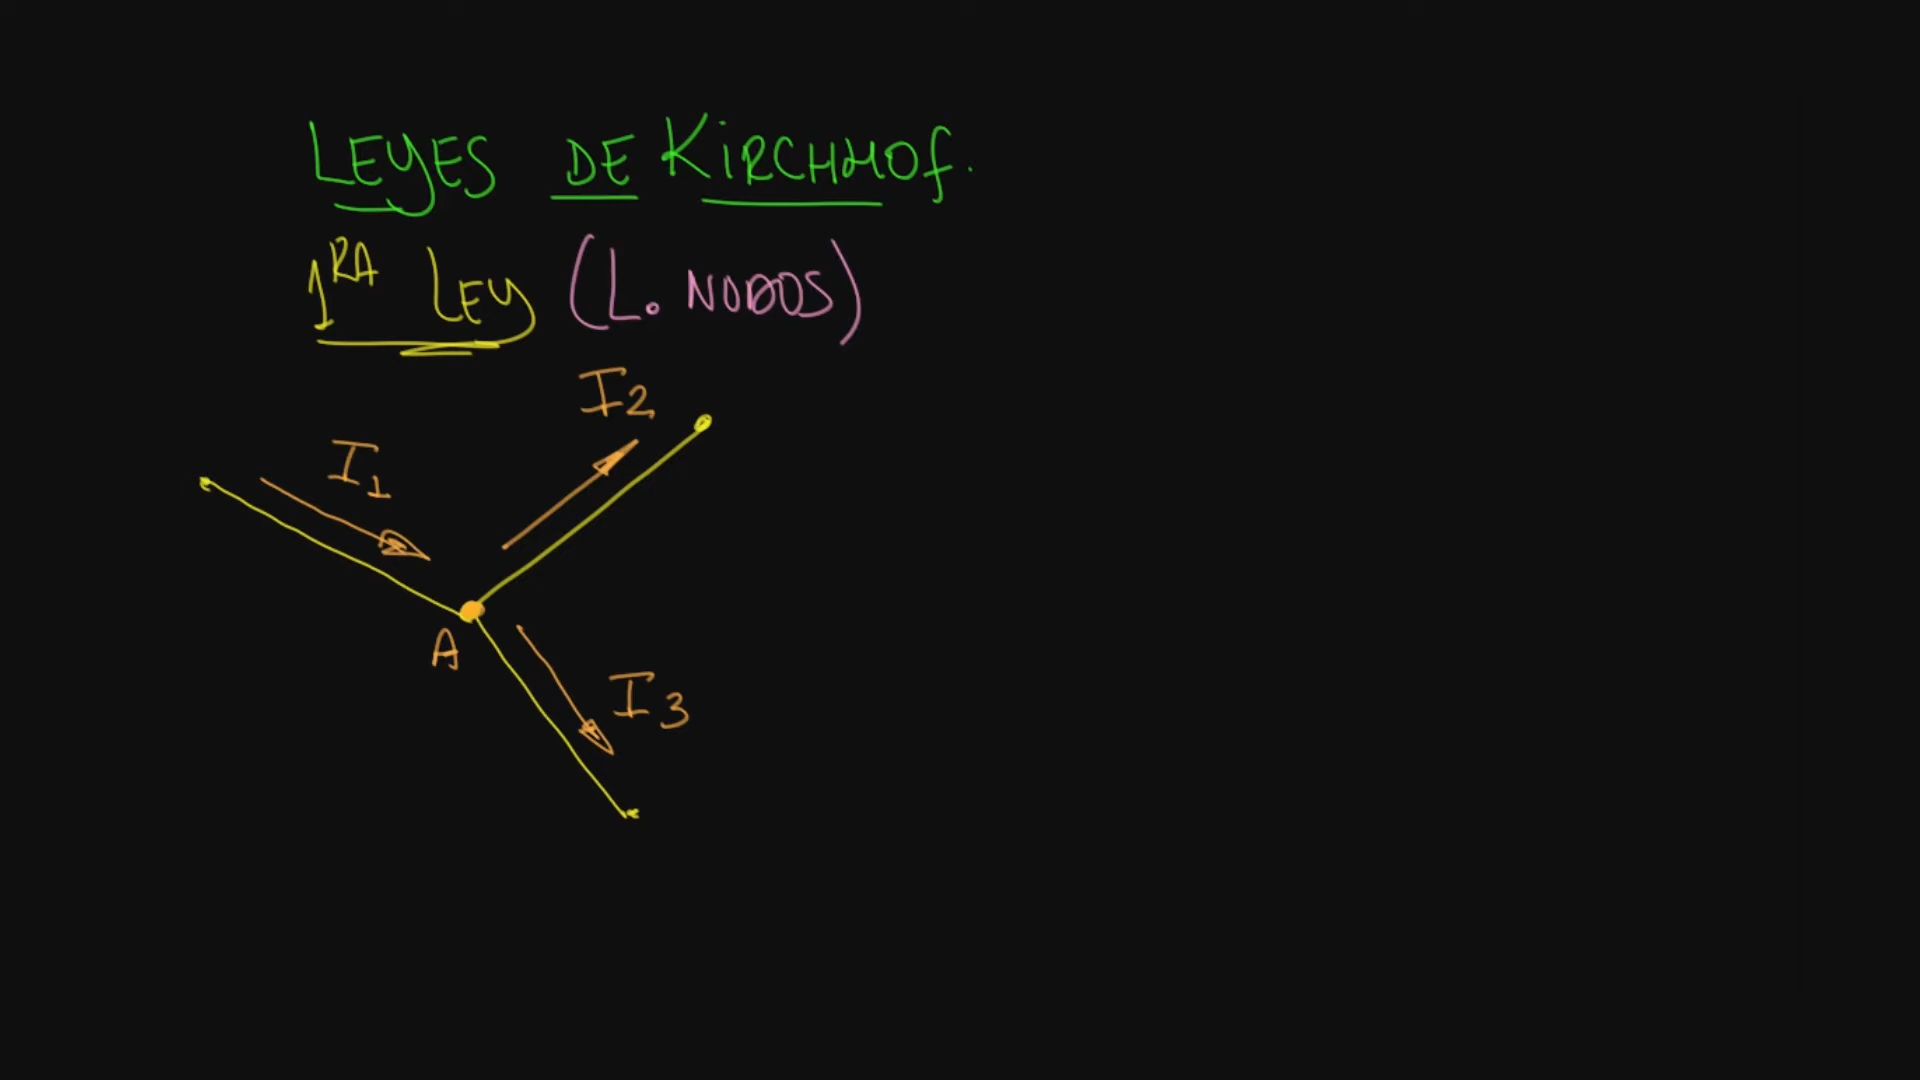 LEYES DE KIRCHHOf.
1RA LEY (L. NODOS)
I2
I1
A
I3